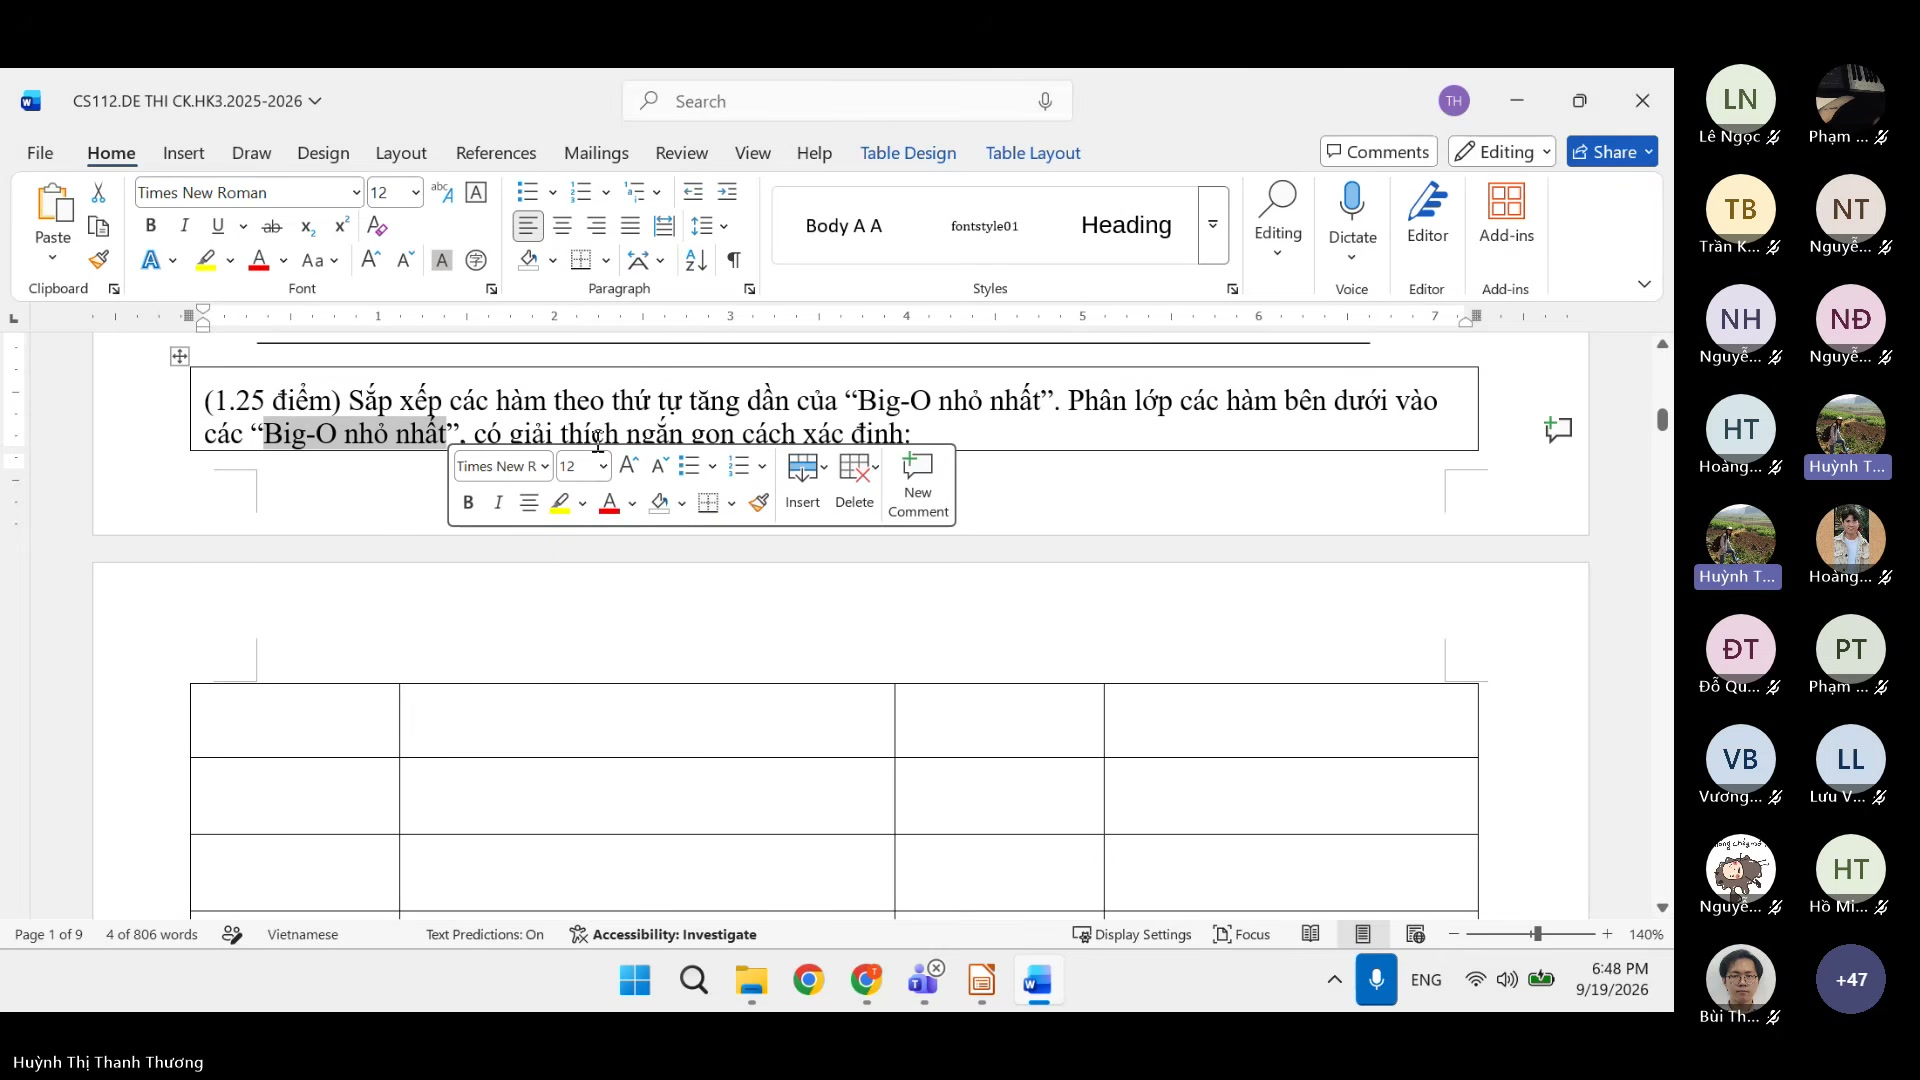 CS112.DE THI CK.HK3.2025-2026
Search
TH
File Home Insert Draw Design Layout References Mailings Review View Help Table Design Table Layout
Comments Editing Share
Paste
Times New Roman 12
Aa
Body A A
fontstyle01
Heading
Editing
Dictate
Editor
Add-ins
Clipboard Font Paragraph Styles Voice Editor Add-ins
1 2 3 4 5 6 7
(1.25 điểm) Sắp xếp các hàm theo thứ tự tăng dần của “Big-O nhỏ nhất”. Phân lớp các hàm bên dưới vào
các “Big-O nhỏ nhất”, có giải thích ngắn gọn cách xác định:
Times New R 12
Insert Delete New Comment
Page 1 of 9 4 of 806 words Vietnamese Text Predictions: On Accessibility: Investigate Display Settings Focus 140%
ENG 6:48 PM
9/19/2026
LN
Lê Ngọc Phạm ...
TB NT
Trần K... Nguyễ...
NH NĐ
Nguyễ... Nguyễ...
HT
Hoàng... Huỳnh T...
Huỳnh T... Hoàng...
ĐT PT
Đỗ Qu... Phạm ...
VB LL
Vương... Lưu V...
HT
Nguyễ... Hồ Mi...
+47
Bùi Th...
Huỳnh Thị Thanh Thương